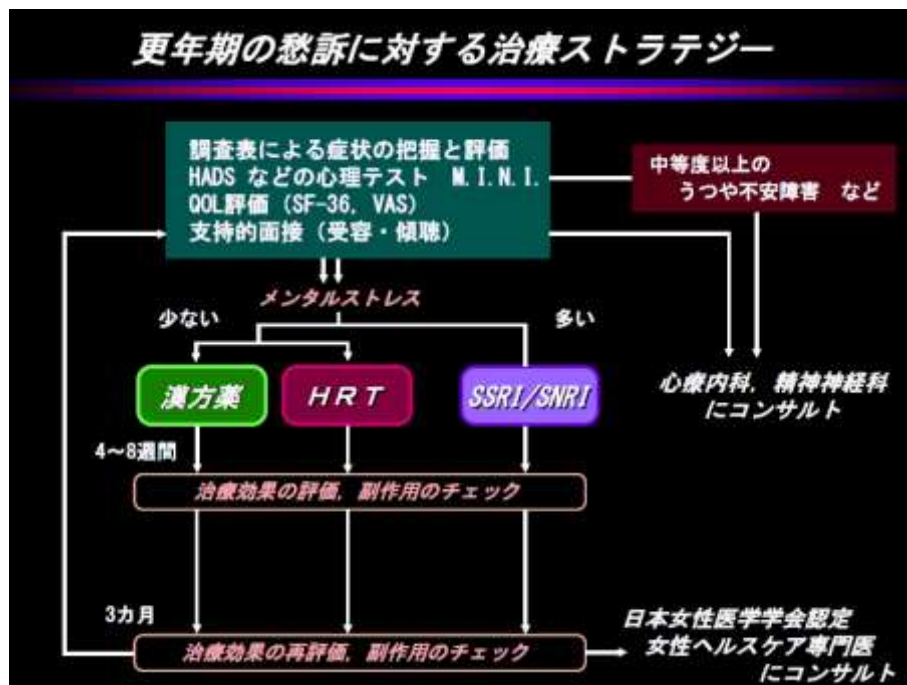 更年期の愁訴に対する治療ストラテジー
調査表による症状の把握と評価
HADS などの心理テスト M.I.N.I.
QOL評価（SF-36, VAS）
支持的面接（受容・傾聴）
中等度以上の
うつや不安障害 など
メンタルストレス
少ない
多い
漢方薬
HRT
SSRI/SNRI
心療内科, 精神神経科
にコンサルト
4～8週間
治療効果の評価, 副作用のチェック
3カ月
治療効果の再評価, 副作用のチェック
日本女性医学学会認定
女性ヘルスケア専門医
にコンサルト